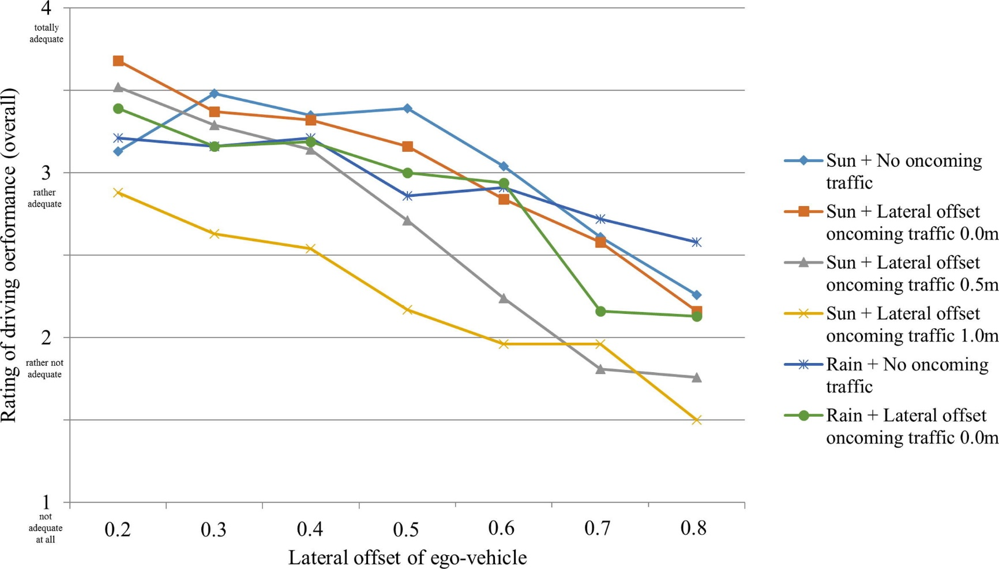 4
totally
adequate
3
rather
adequate
2
rather not
adequate
1
not
adequate
at all
Rating of driving oerformance (overall)
0.2 0.3 0.4 0.5 0.6 0.7 0.8
Lateral offset of ego-vehicle
Sun + No oncoming
traffic
Sun + Lateral offset
oncoming traffic 0.0m
Sun + Lateral offset
oncoming traffic 0.5m
Sun + Lateral offset
oncoming traffic 1.0m
Rain + No oncoming
traffic
Rain + Lateral offset
oncoming traffic 0.0m